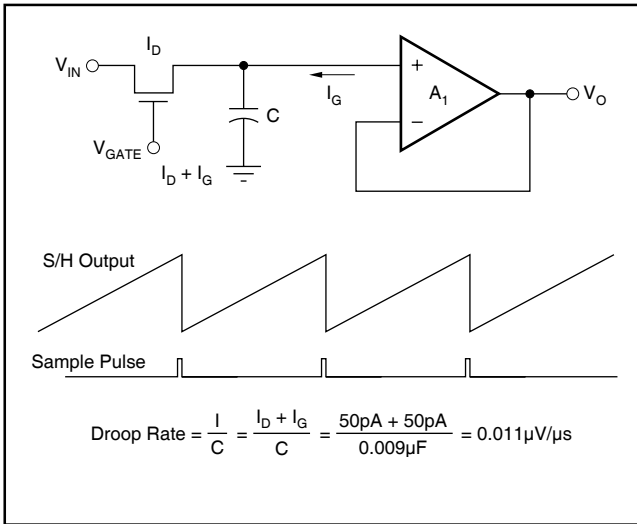 I_D
V_IN
+
I_G
A_1
V_O
C
−
V_GATE
I_D + I_G
S/H Output
Sample Pulse
Droop Rate = I/C = (I_D + I_G)/C = (50pA + 50pA)/0.009µF = 0.011µV/µs